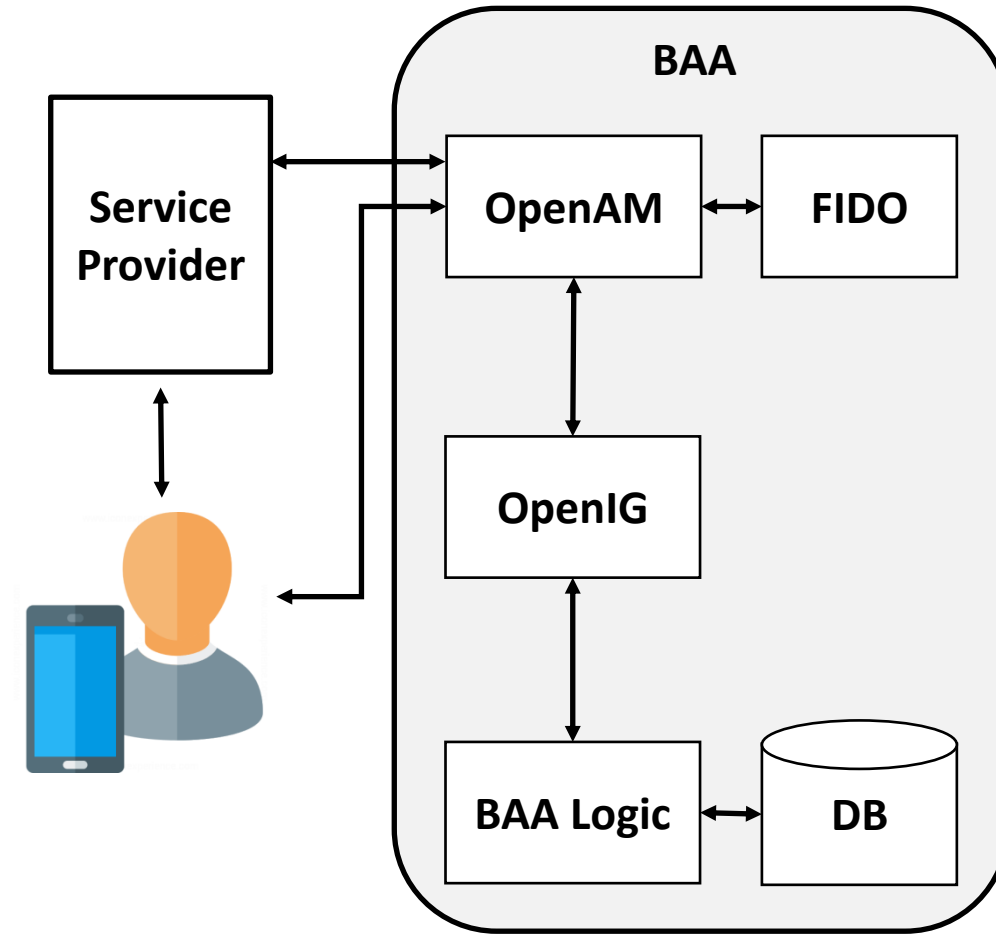 BAA
Service
Provider
OpenAM
FIDO
OpenIG
BAA Logic
DB